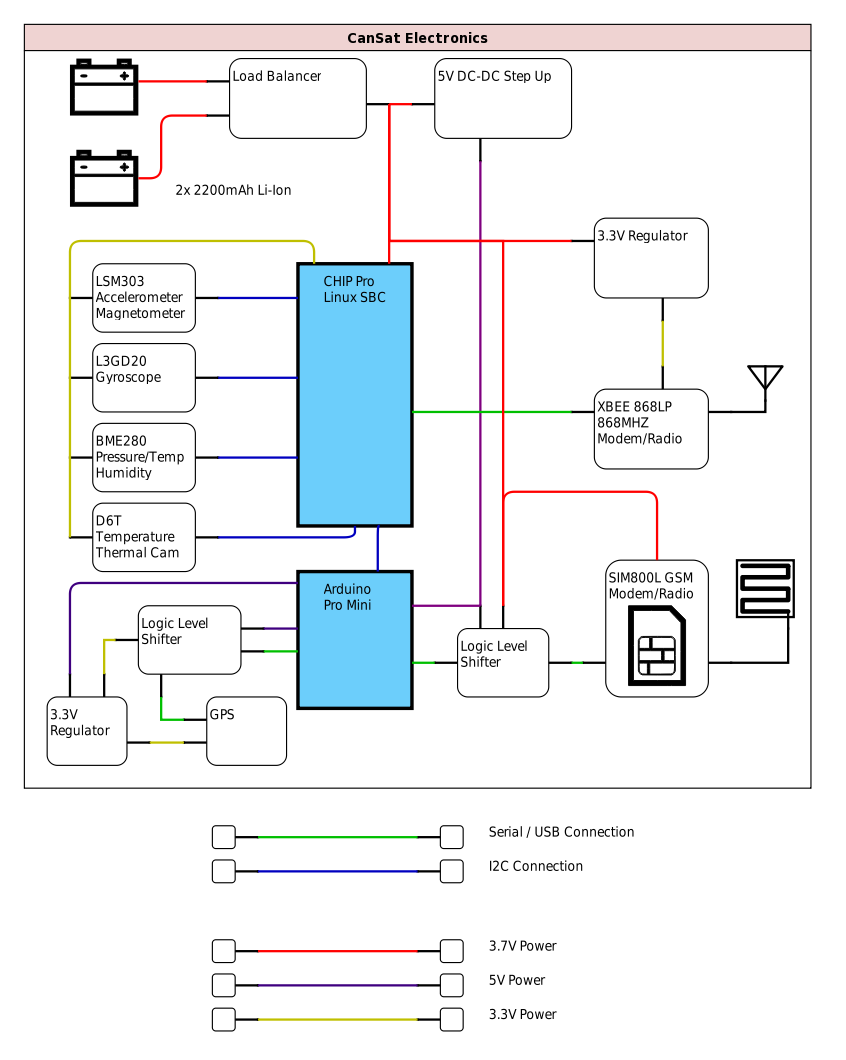 CanSat Electronics
Load Balancer
5V DC-DC Step Up
2x 2200mAh Li-Ion
3.3V Regulator
LSM303
Accelerometer
Magnetometer
CHIP Pro
Linux SBC
L3GD20
Gyroscope
XBEE 868LP
868MHZ
Modem/Radio
BME280
Pressure/Temp
Humidity
D6T
Temperature
Thermal Cam
SIM800L GSM
Modem/Radio
Arduino
Pro Mini
Logic Level
Shifter
Logic Level
Shifter
3.3V
Regulator
GPS
Serial / USB Connection
I2C Connection
3.7V Power
5V Power
3.3V Power